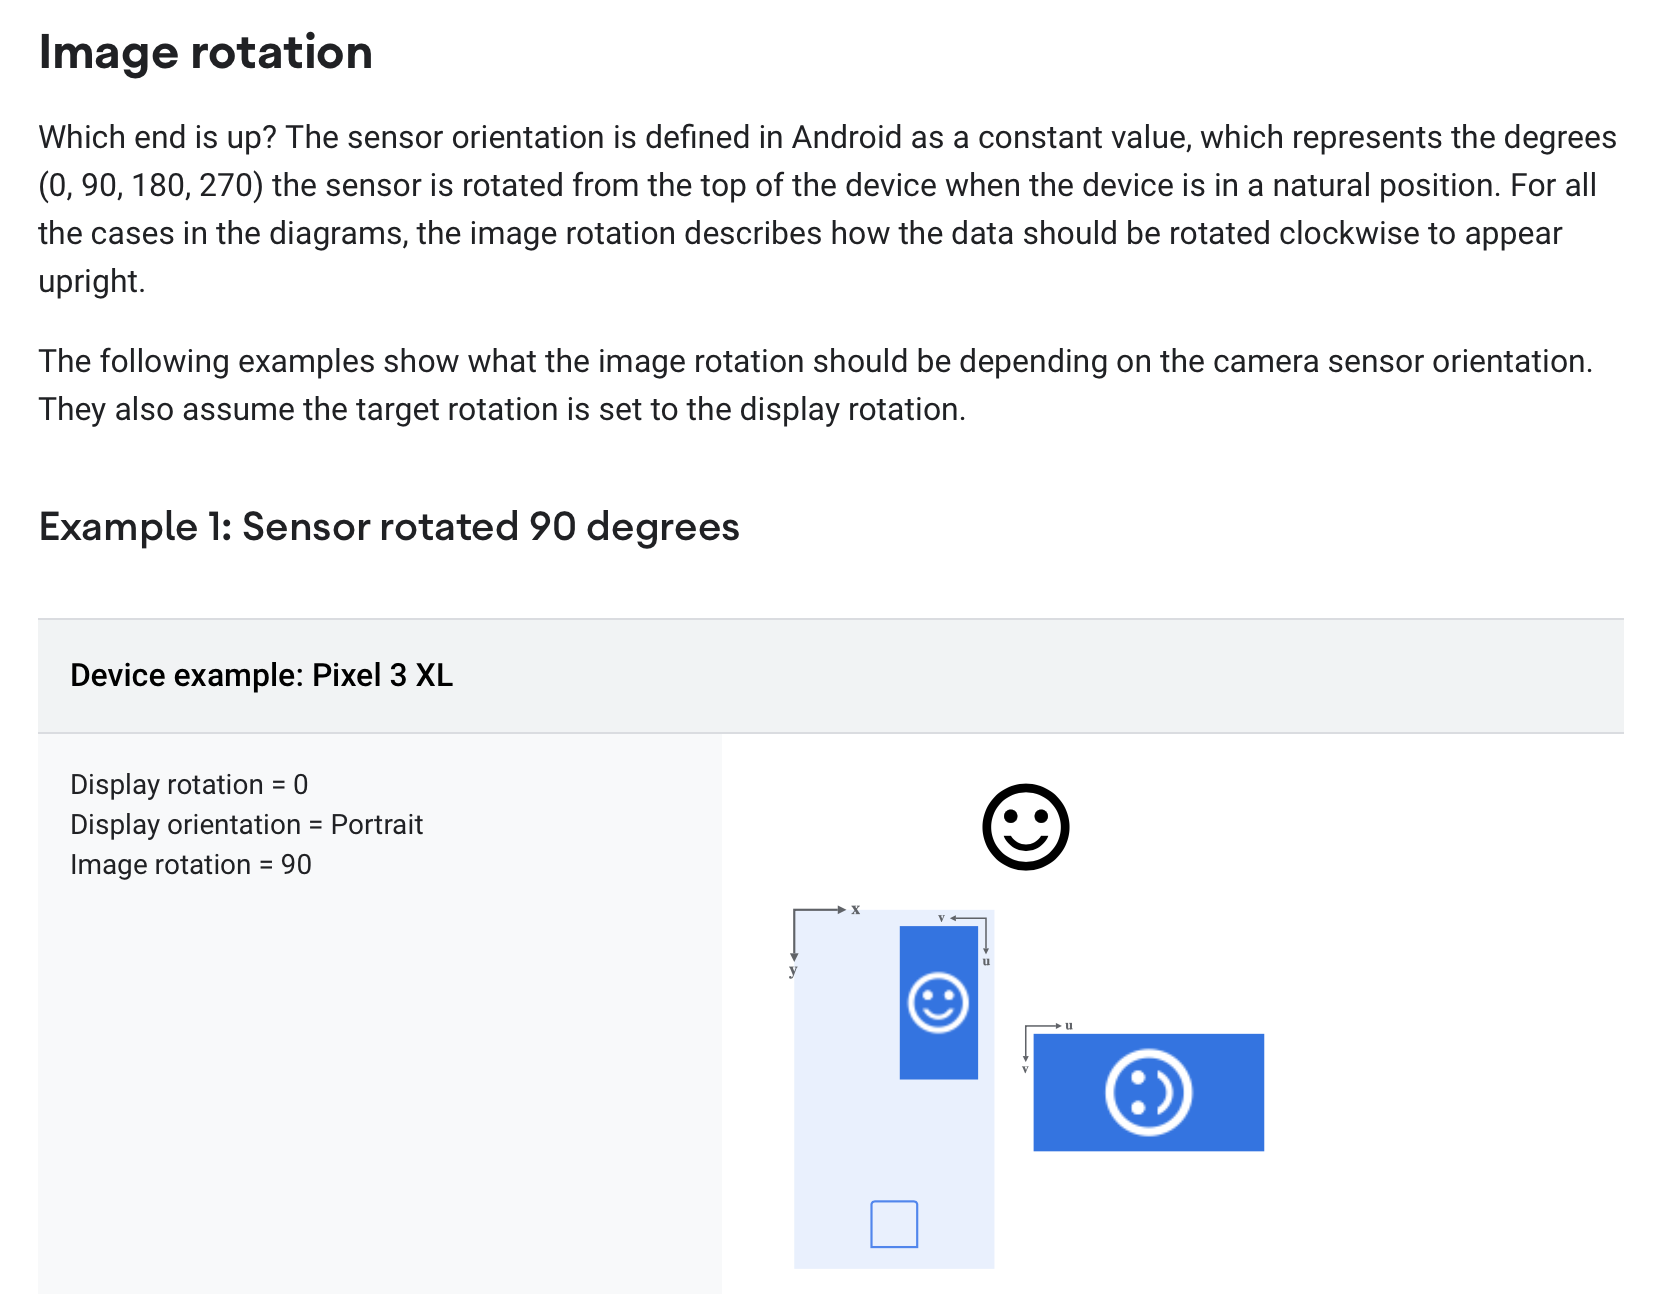 Image rotation
Which end is up? The sensor orientation is defined in Android as a constant value, which represents the degrees
(0, 90, 180, 270) the sensor is rotated from the top of the device when the device is in a natural position. For all
the cases in the diagrams, the image rotation describes how the data should be rotated clockwise to appear
upright.
The following examples show what the image rotation should be depending on the camera sensor orientation.
They also assume the target rotation is set to the display rotation.
Example 1: Sensor rotated 90 degrees
Device example: Pixel 3 XL
Display rotation = 0
Display orientation = Portrait
Image rotation = 90
x
v
u
y
u
v